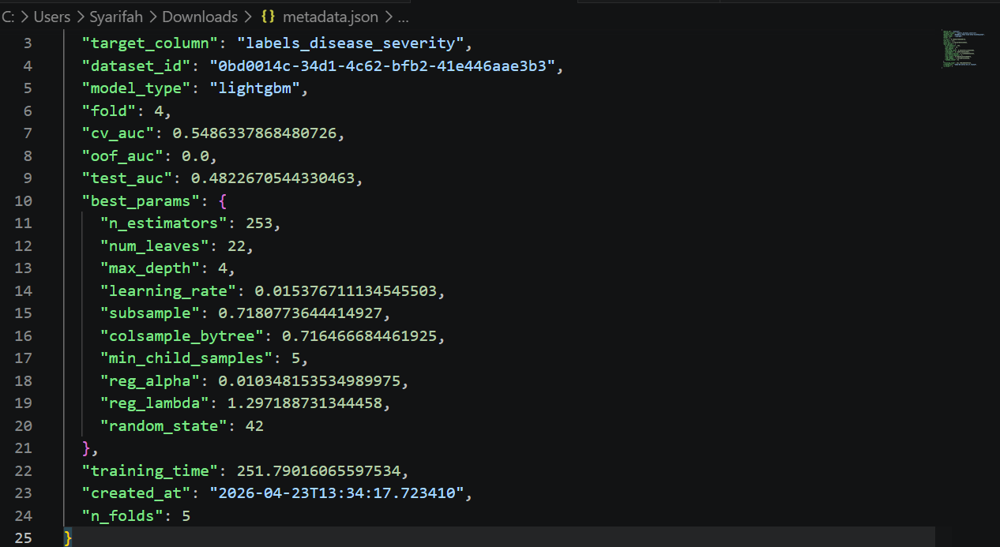 C: > Users > Syarifah > Downloads > {} metadata.json > ...
3 "target_column": "labels_disease_severity",
4 "dataset_id": "0bd0014c-34d1-4c62-bfb2-41e446aae3b3",
5 "model_type": "lightgbm",
6 "fold": 4,
7 "cv_auc": 0.5486337868480726,
8 "oof_auc": 0.0,
9 "test_auc": 0.4822670544330463,
10 "best_params": {
11 "n_estimators": 253,
12 "num_leaves": 22,
13 "max_depth": 4,
14 "learning_rate": 0.015376711134545503,
15 "subsample": 0.7180773644414927,
16 "colsample_bytree": 0.716466684461925,
17 "min_child_samples": 5,
18 "reg_alpha": 0.010348153534989975,
19 "reg_lambda": 1.297188731344458,
20 "random_state": 42
21 },
22 "training_time": 251.79016065597534,
23 "created_at": "2026-04-23T13:34:17.723410",
24 "n_folds": 5
25 }